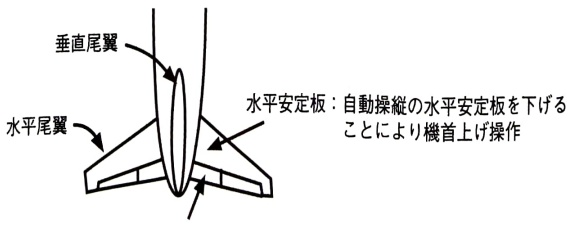 垂直尾翼
水平尾翼
水平安定板：自動操縦の水平安定板を下げる
ことにより機首上げ操作